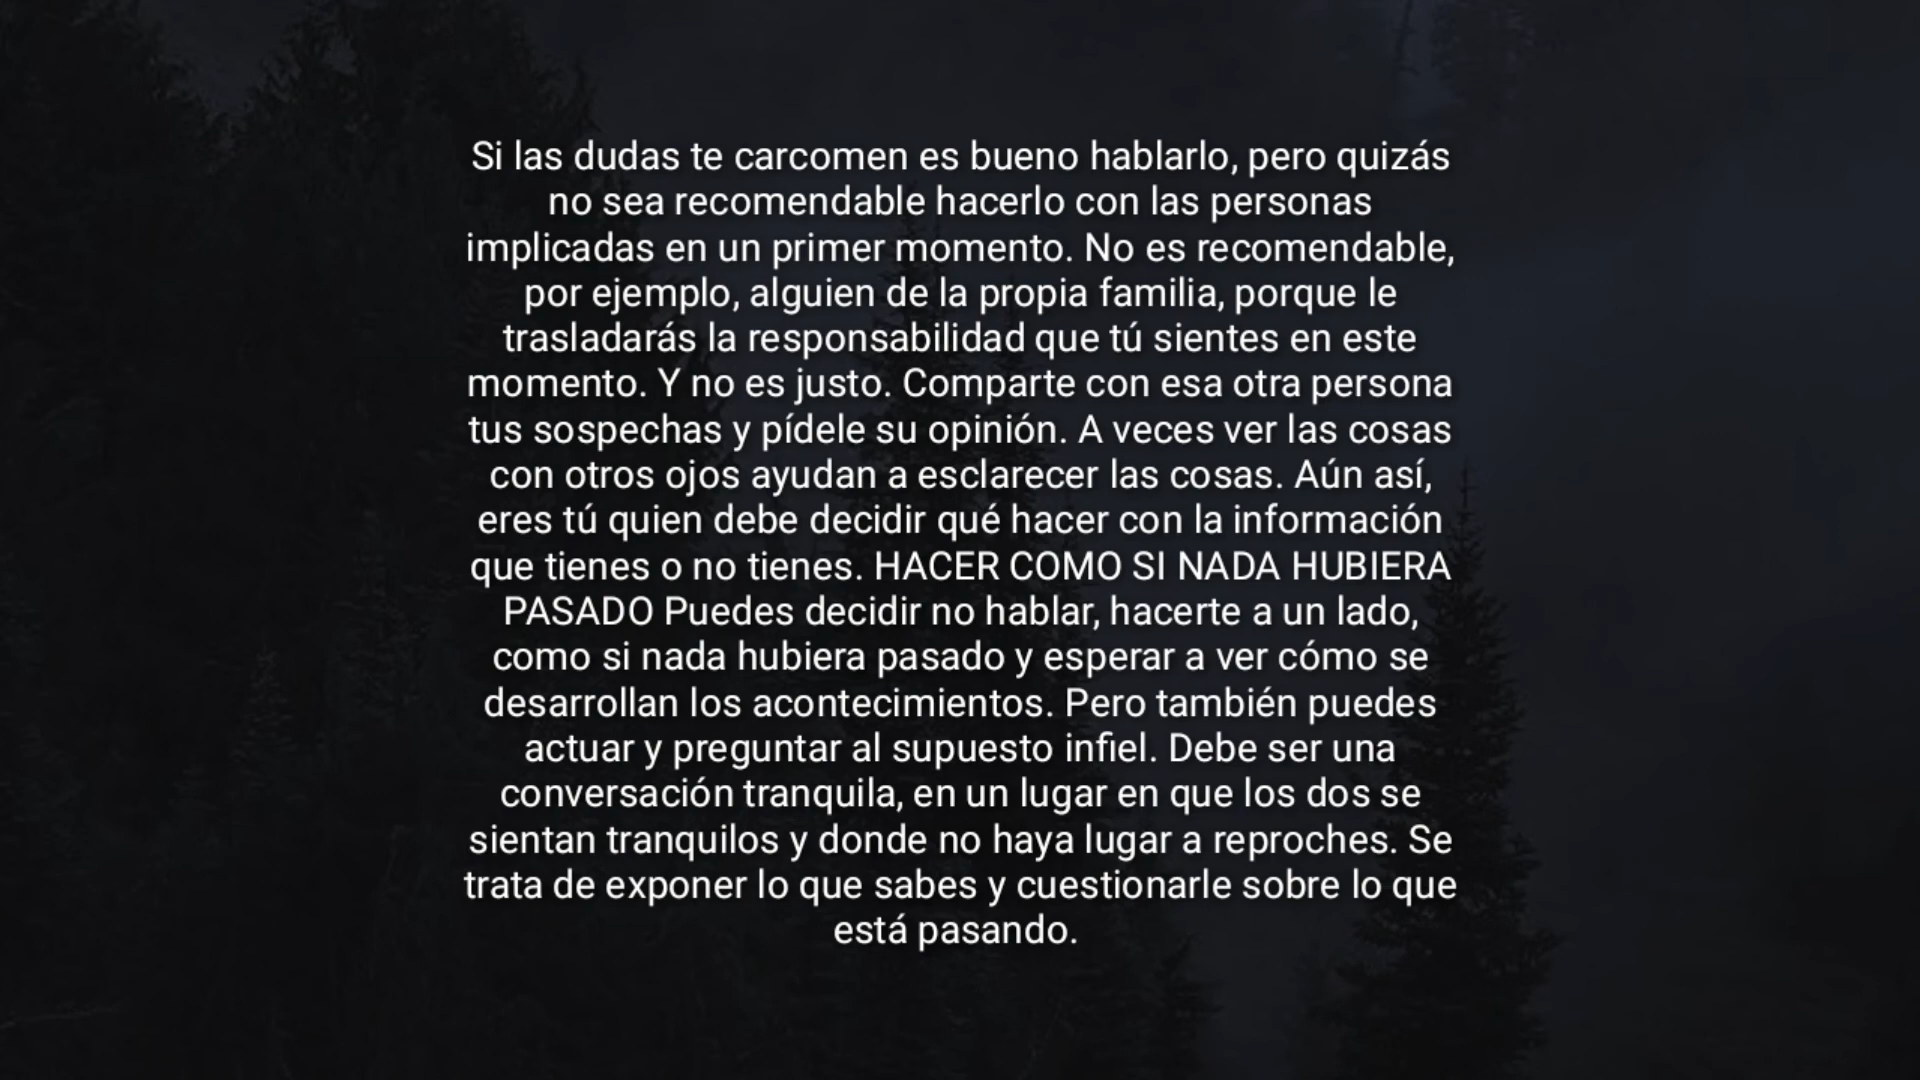 Si las dudas te carcomen es bueno hablarlo, pero quizás
no sea recomendable hacerlo con las personas
implicadas en un primer momento. No es recomendable,
por ejemplo, alguien de la propia familia, porque le
trasladarás la responsabilidad que tú sientes en este
momento. Y no es justo. Comparte con esa otra persona
tus sospechas y pídele su opinión. A veces ver las cosas
con otros ojos ayudan a esclarecer las cosas. Aún así,
eres tú quien debe decidir qué hacer con la información
que tienes o no tienes. HACER COMO SI NADA HUBIERA
PASADO Puedes decidir no hablar, hacerte a un lado,
como si nada hubiera pasado y esperar a ver cómo se
desarrollan los acontecimientos. Pero también puedes
actuar y preguntar al supuesto infiel. Debe ser una
conversación tranquila, en un lugar en que los dos se
sientan tranquilos y donde no haya lugar a reproches. Se
trata de exponer lo que sabes y cuestionarle sobre lo que
está pasando.